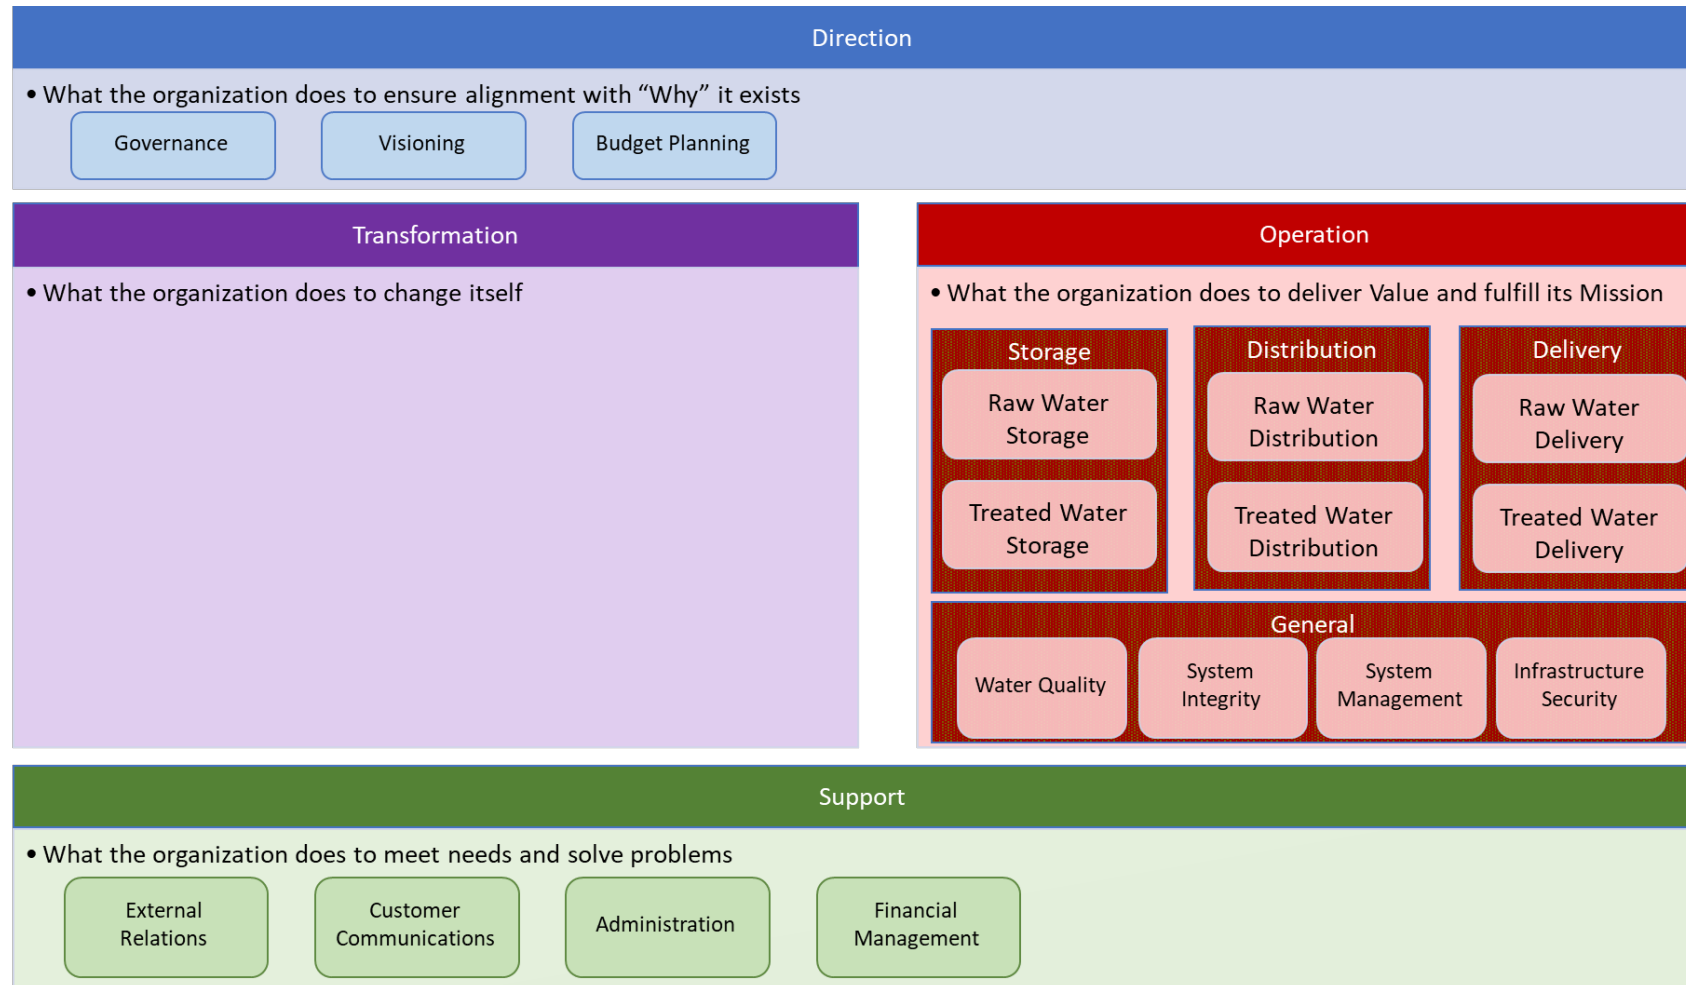 Direction
• What the organization does to ensure alignment with “Why” it exists
Governance
Visioning
Budget Planning
Transformation
• What the organization does to change itself
Operation
• What the organization does to deliver Value and fulfill its Mission
Storage
Raw Water
Storage
Treated Water
Storage
Distribution
Raw Water
Distribution
Treated Water
Distribution
Delivery
Raw Water
Delivery
Treated Water
Delivery
General
Water Quality
System
Integrity
System
Management
Infrastructure
Security
Support
• What the organization does to meet needs and solve problems
External
Relations
Customer
Communications
Administration
Financial
Management